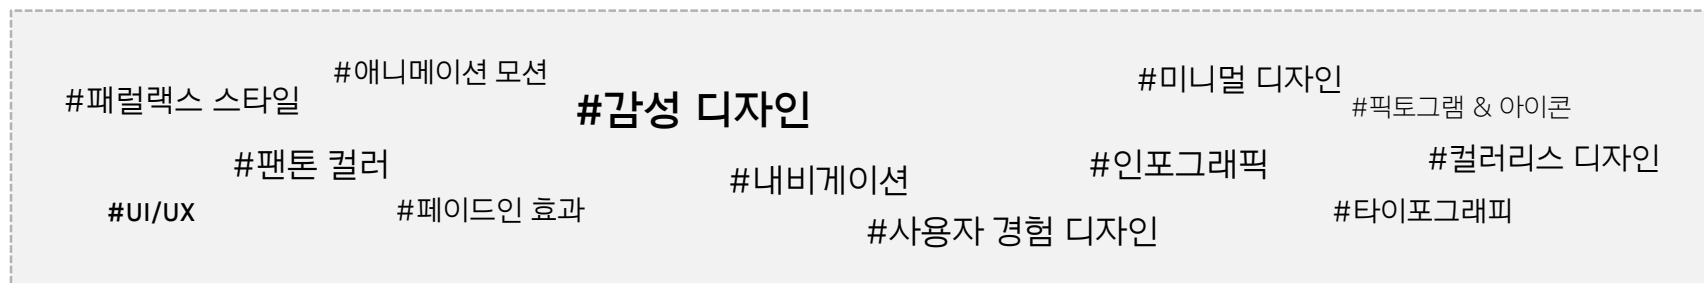 #애니메이션 모션
#미니멀 디자인
#패럴랙스 스타일
#감성 디자인
#픽토그램 & 아이콘
#팬톤 컬러
#내비게이션
#인포그래픽
#컬러리스 디자인
#UI/UX
#페이드인 효과
#사용자 경험 디자인
#타이포그래피